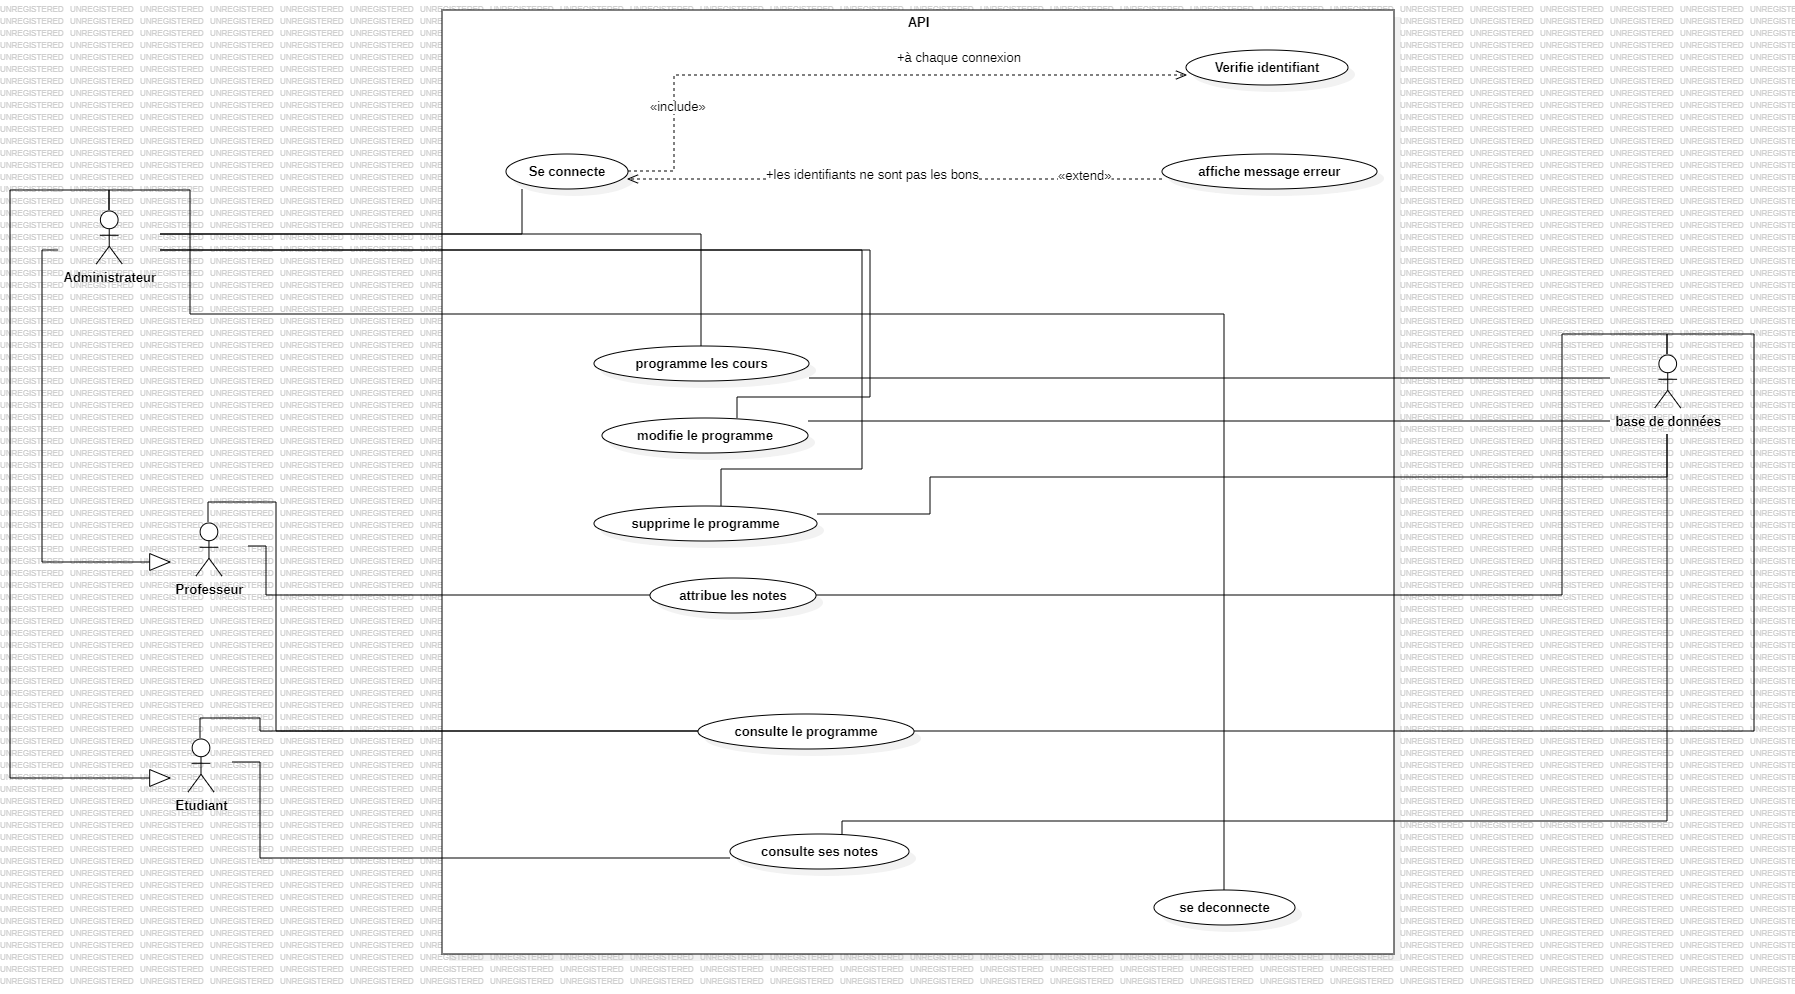 API
+à chaque connexion
Verifie identifiant
«include»
Se connecte
+les identifiants ne sont pas les bons
«extend»
affiche message erreur
Administrateur
programme les cours
modifie le programme
base de données
supprime le programme
Professeur
attribue les notes
consulte le programme
Etudiant
consulte ses notes
se deconnecte
UNREGISTERED